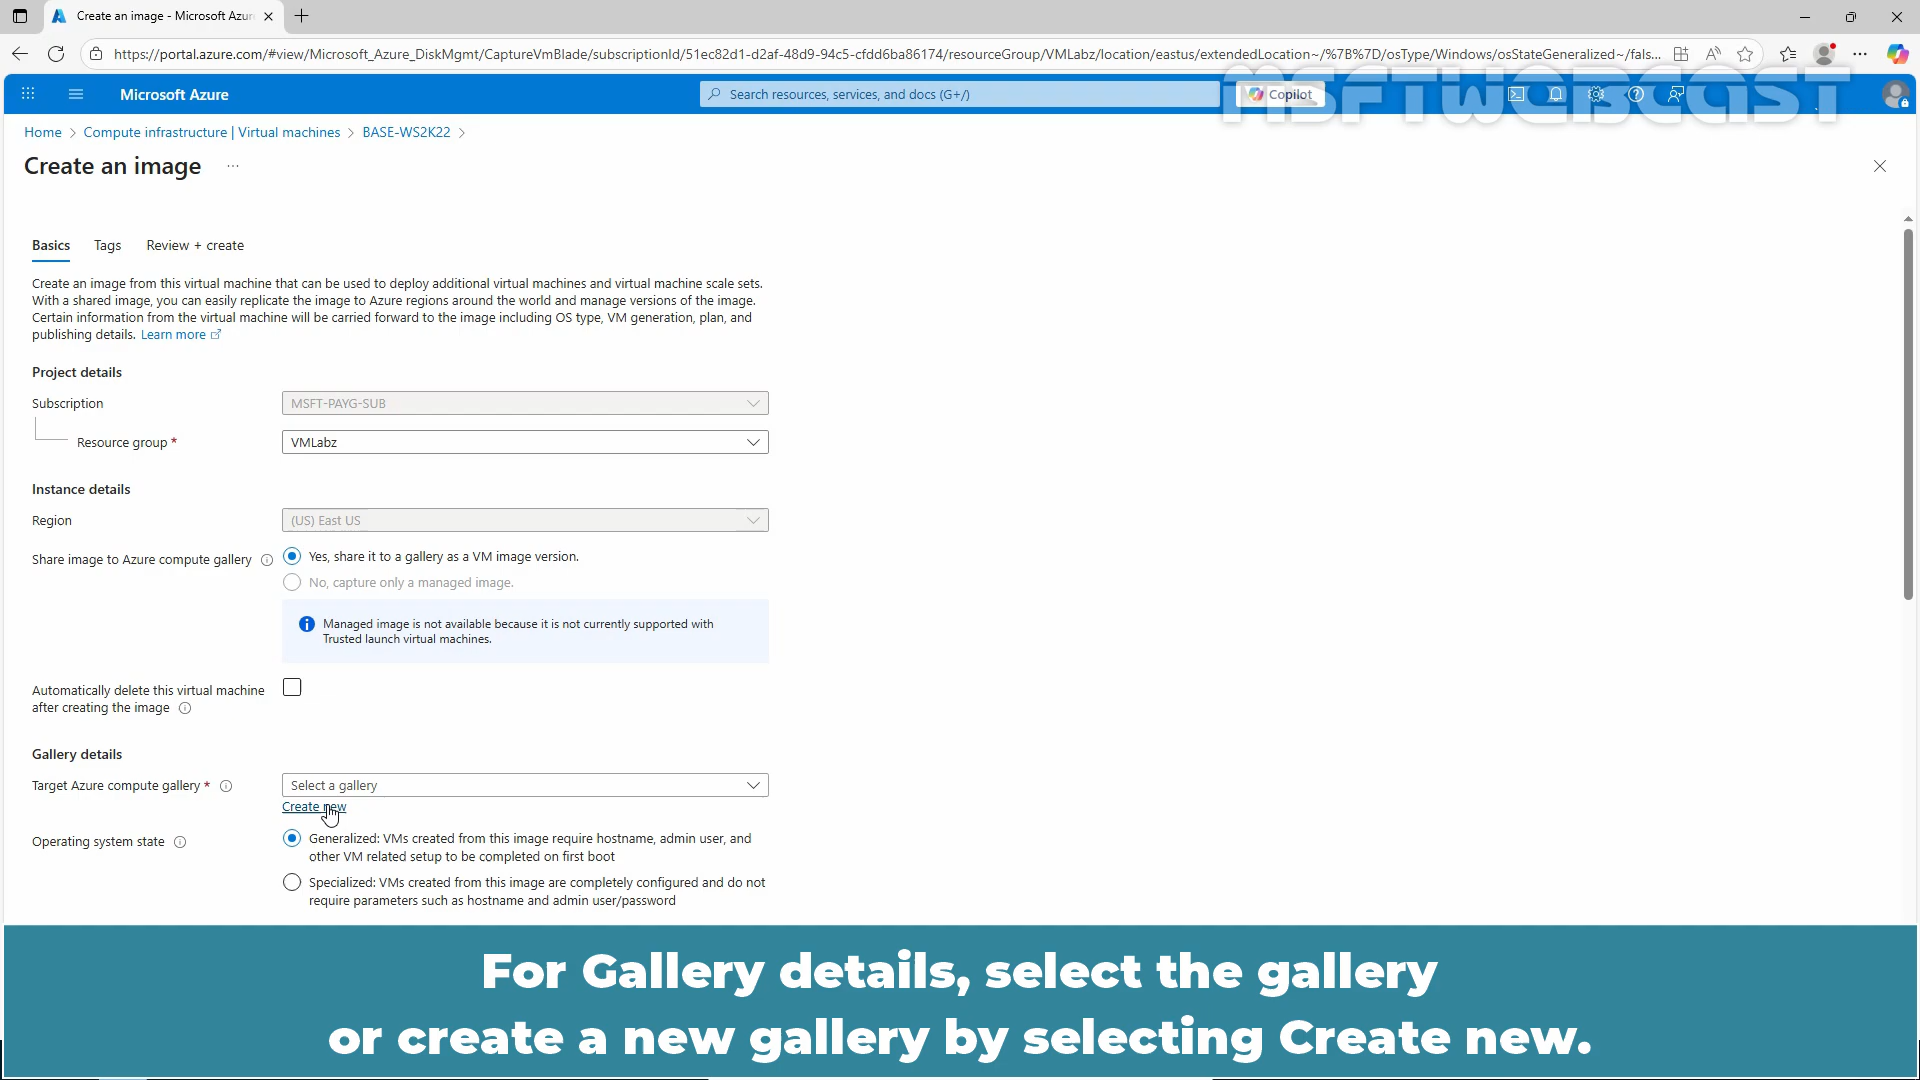 Create an image - Microsoft Azur
https://portal.azure.com/#view/Microsoft_Azure_DiskMgmt/CaptureVmBlade/subscriptionId/51ec82d1-d2af-48d9-94c5-cfdd6ba86174/resourceGroup/VMLabz/location/eastus/extendedLocation~/%7B%7D/osType/Windows/osStateGeneralized~/fals...
Microsoft Azure
Search resources, services, and docs (G+/)
Copilot
MSFTWEBCAST
Home > Compute infrastructure | Virtual machines > BASE-WS2K22 >
Create an image ...
Basics Tags Review + create
Create an image from this virtual machine that can be used to deploy additional virtual machines and virtual machine scale sets.
With a shared image, you can easily replicate the image to Azure regions around the world and manage versions of the image.
Certain information from the virtual machine will be carried forward to the image including OS type, VM generation, plan, and
publishing details. Learn more
Project details
Subscription
MSFT-PAYG-SUB
Resource group *
VMLabz
Instance details
Region
(US) East US
Share image to Azure compute gallery
Yes, share it to a gallery as a VM image version.
No, capture only a managed image.
Managed image is not available because it is not currently supported with
Trusted launch virtual machines.
Automatically delete this virtual machine
after creating the image
Gallery details
Target Azure compute gallery *
Select a gallery
Create new
Operating system state
Generalized: VMs created from this image require hostname, admin user, and
other VM related setup to be completed on first boot
Specialized: VMs created from this image are completely configured and do not
require parameters such as hostname and admin user/password
For Gallery details, select the gallery
or create a new gallery by selecting Create new.